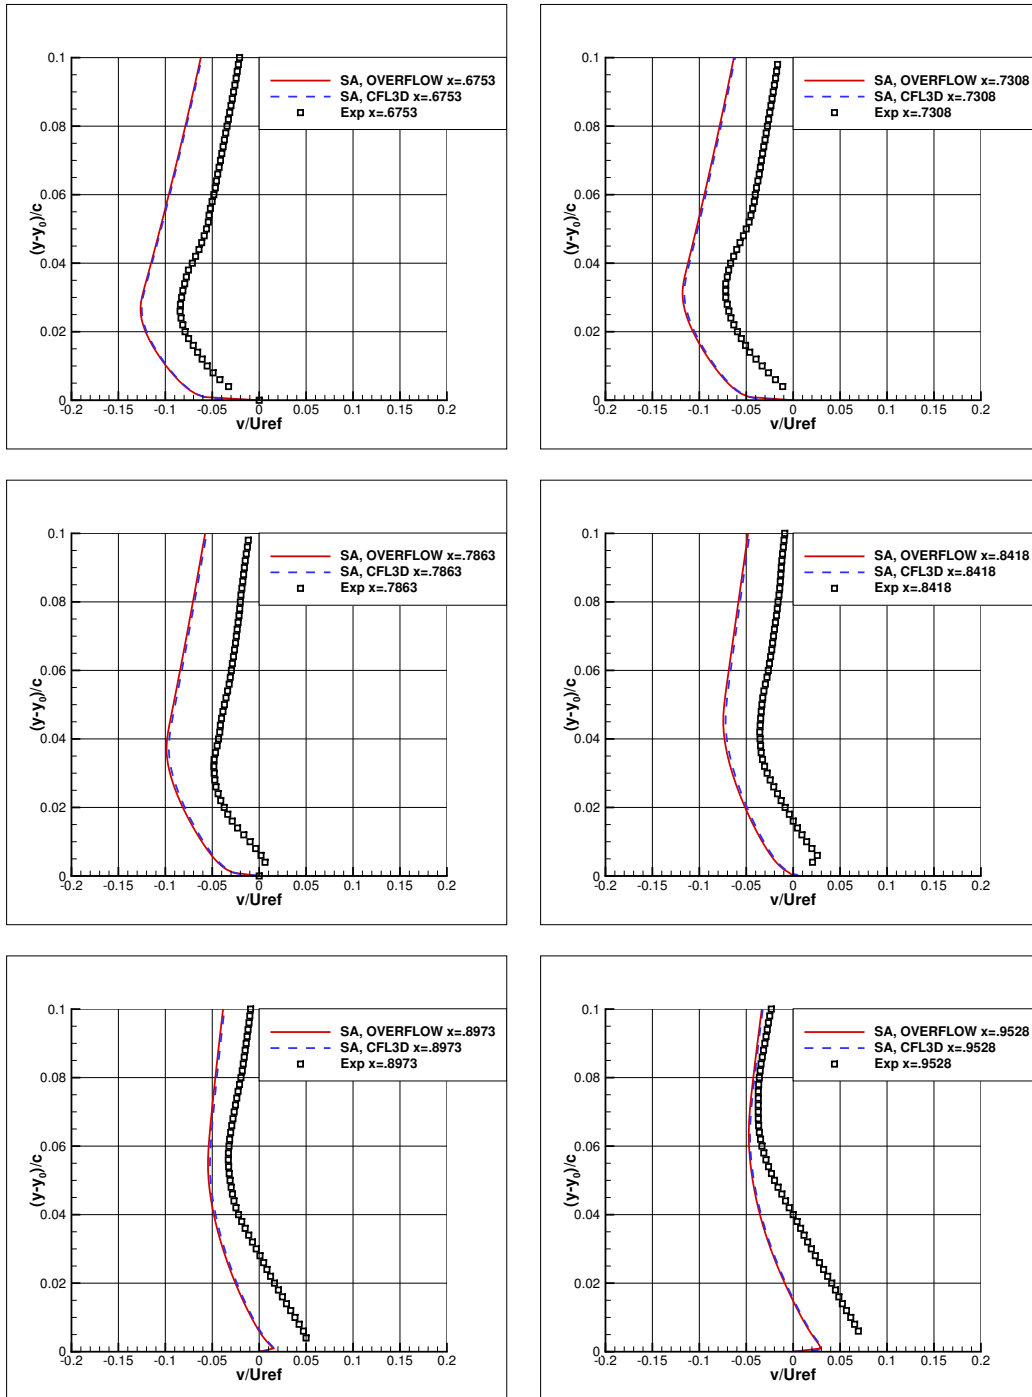 0.1
0.08
0.06
0.04
0.02
0
(y-y0)/c
-0.2 -0.15 -0.1 -0.05 0 0.05 0.1 0.15 0.2
v/Uref
SA, OVERFLOW x=.6753
SA, CFL3D x=.6753
Exp x=.6753
0.1
0.08
0.06
0.04
0.02
0
(y-y0)/c
-0.2 -0.15 -0.1 -0.05 0 0.05 0.1 0.15 0.2
v/Uref
SA, OVERFLOW x=.7308
SA, CFL3D x=.7308
Exp x=.7308
0.1
0.08
0.06
0.04
0.02
0
(y-y0)/c
-0.2 -0.15 -0.1 -0.05 0 0.05 0.1 0.15 0.2
v/Uref
SA, OVERFLOW x=.7863
SA, CFL3D x=.7863
Exp x=.7863
0.1
0.08
0.06
0.04
0.02
0
(y-y0)/c
-0.2 -0.15 -0.1 -0.05 0 0.05 0.1 0.15 0.2
v/Uref
SA, OVERFLOW x=.8418
SA, CFL3D x=.8418
Exp x=.8418
0.1
0.08
0.06
0.04
0.02
0
(y-y0)/c
-0.2 -0.15 -0.1 -0.05 0 0.05 0.1 0.15 0.2
v/Uref
SA, OVERFLOW x=.8973
SA, CFL3D x=.8973
Exp x=.8973
0.1
0.08
0.06
0.04
0.02
0
(y-y0)/c
-0.2 -0.15 -0.1 -0.05 0 0.05 0.1 0.15 0.2
v/Uref
SA, OVERFLOW x=.9528
SA, CFL3D x=.9528
Exp x=.9528